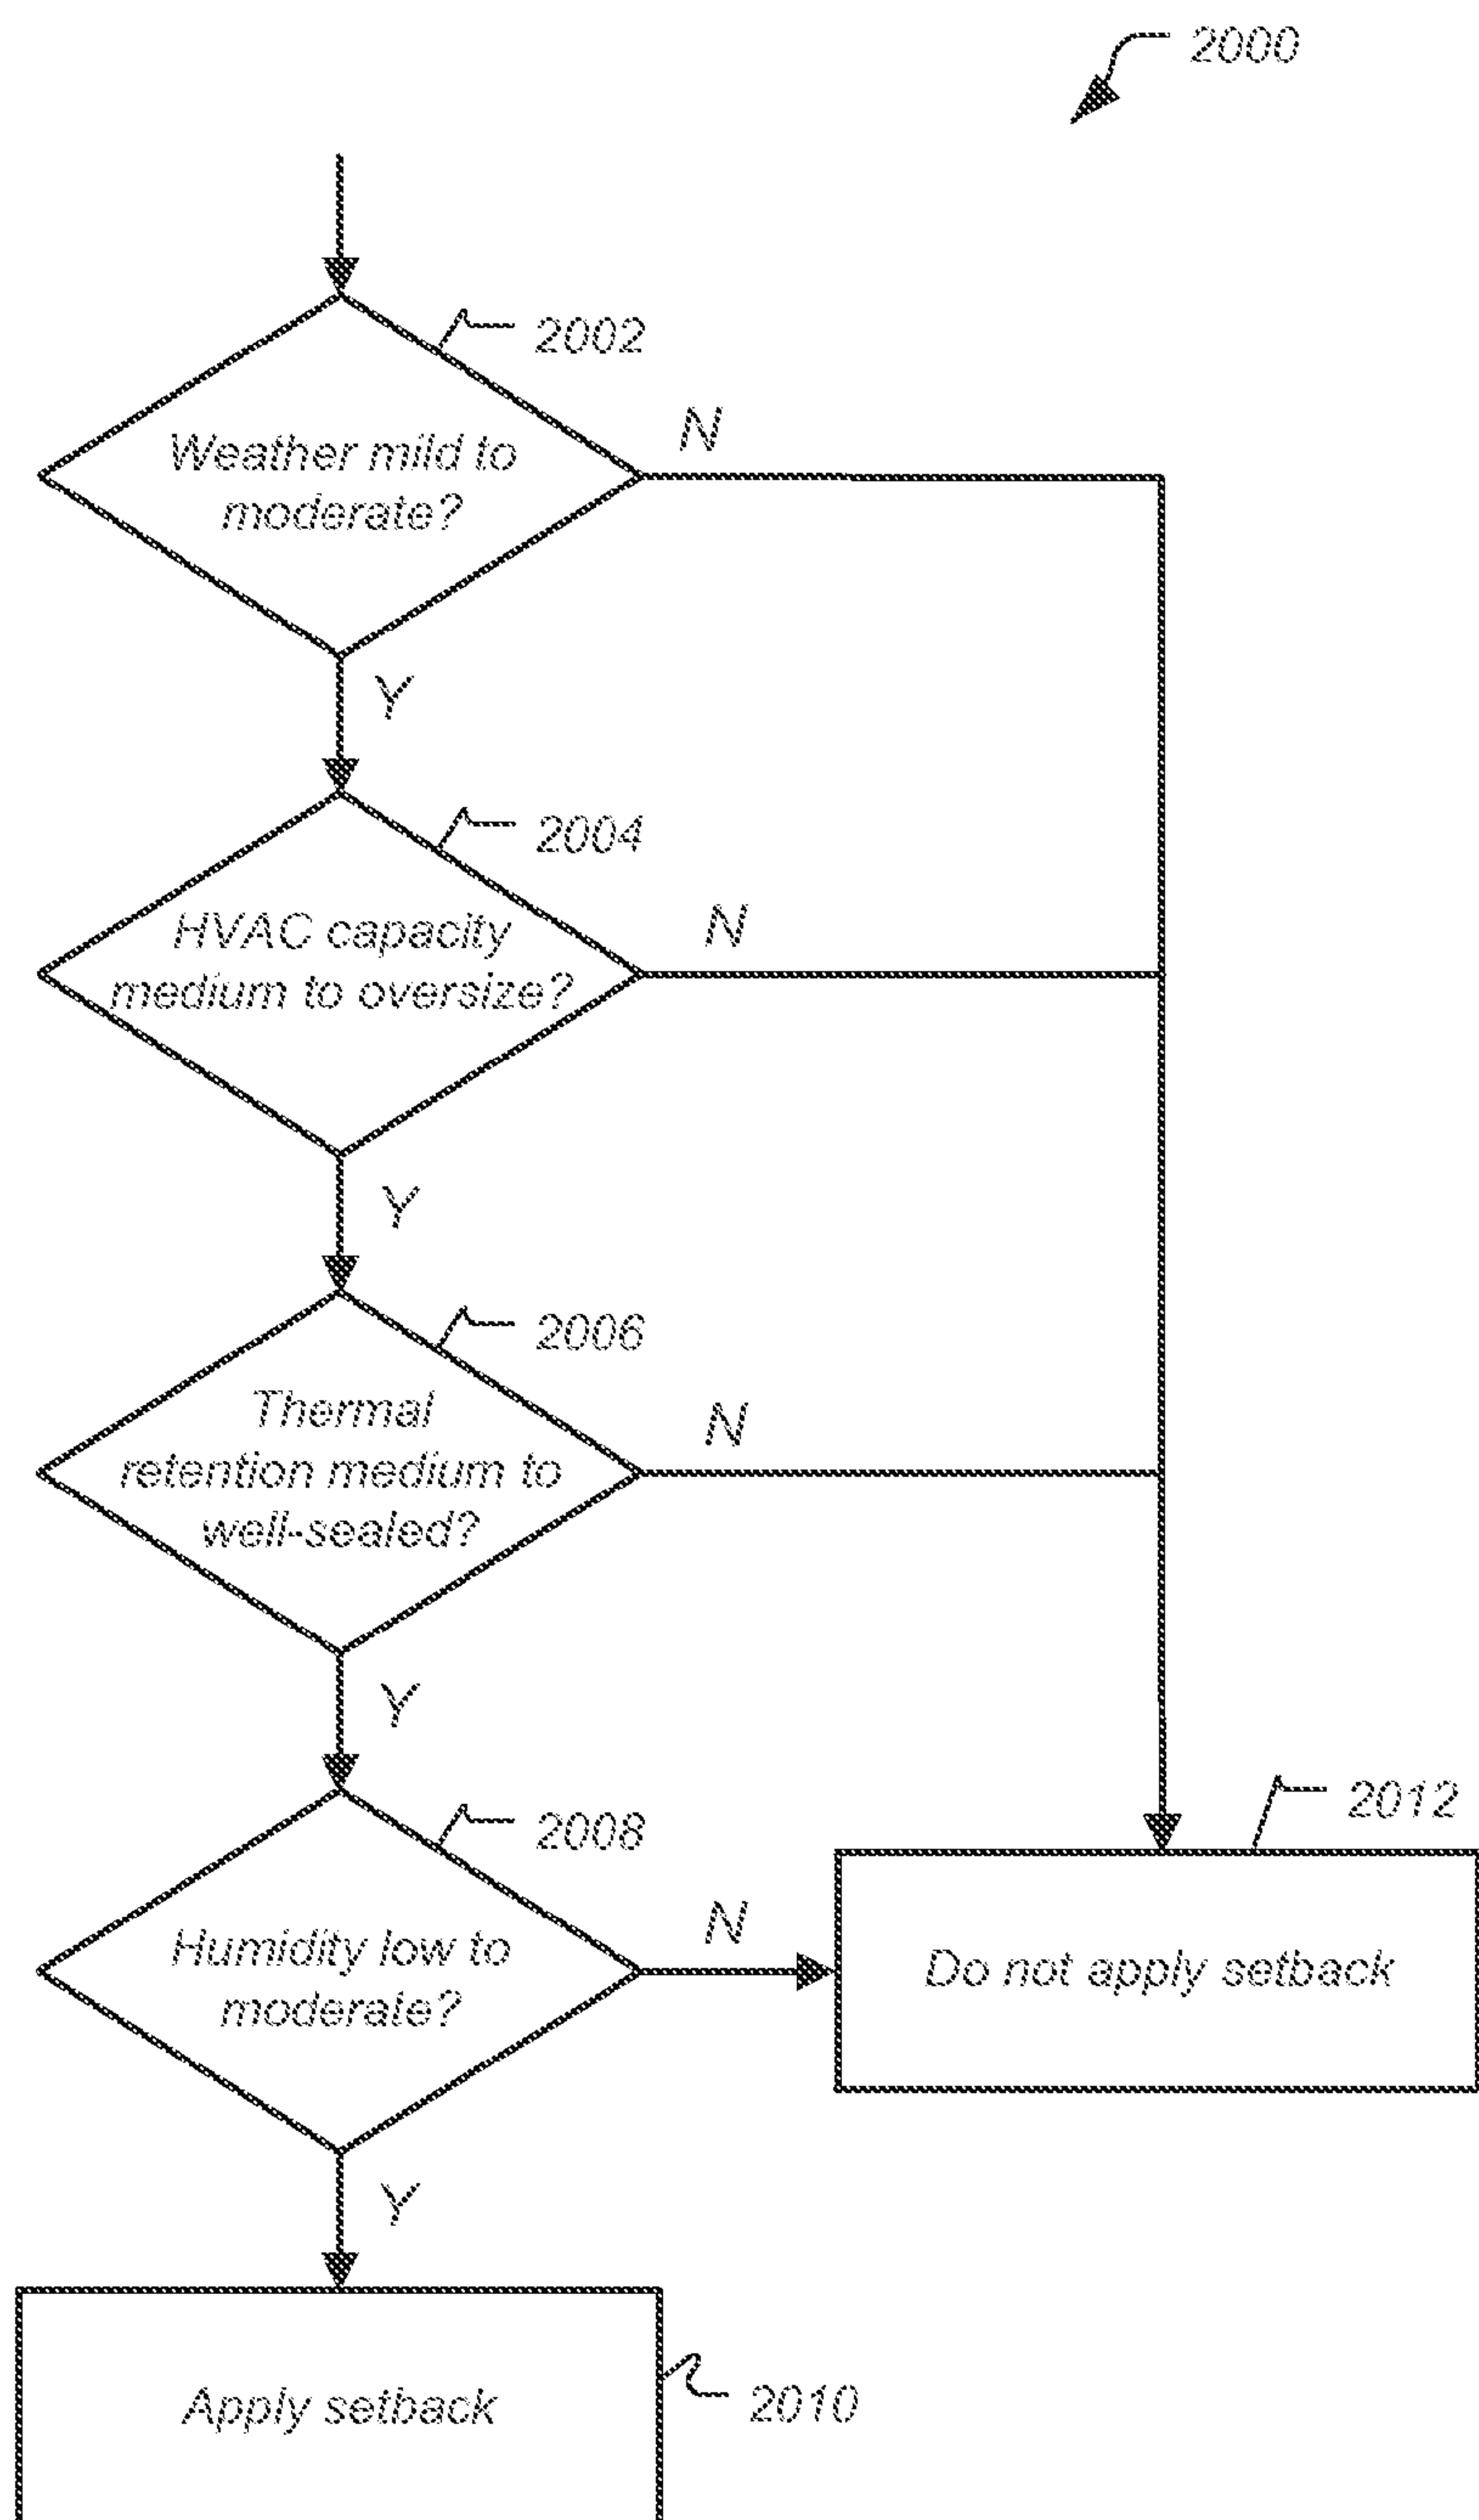 2000
2002
N
Weather mild to
moderate?
Y
2004
N
HVAC capacity
medium to oversize?
Y
2006
N
Thermal
retention medium to
well-sealed?
Y
2012
2008
N
Humidity low to
moderate?
Do not apply setback
Y
Apply setback
2010